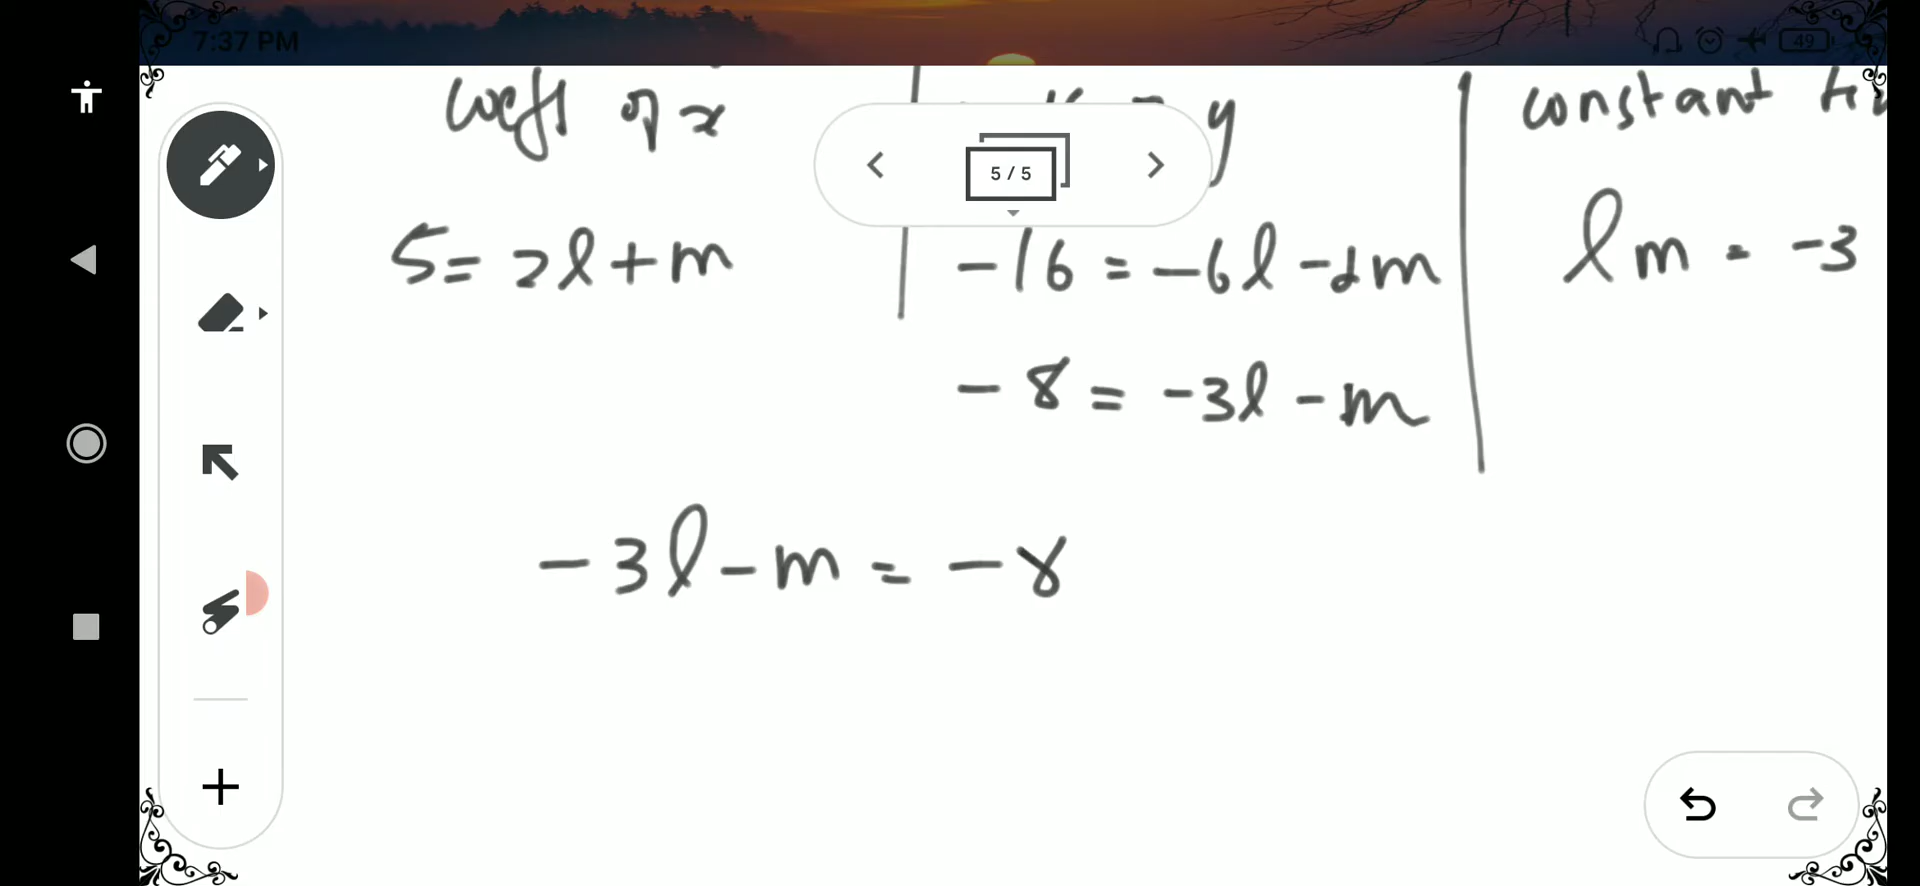 7:37 PM 49
coeff of x y constant
5 / 5
5 = 2l + m -16 = -6l - 2m lm = -3
-8 = -3l - m
-3l - m = -8